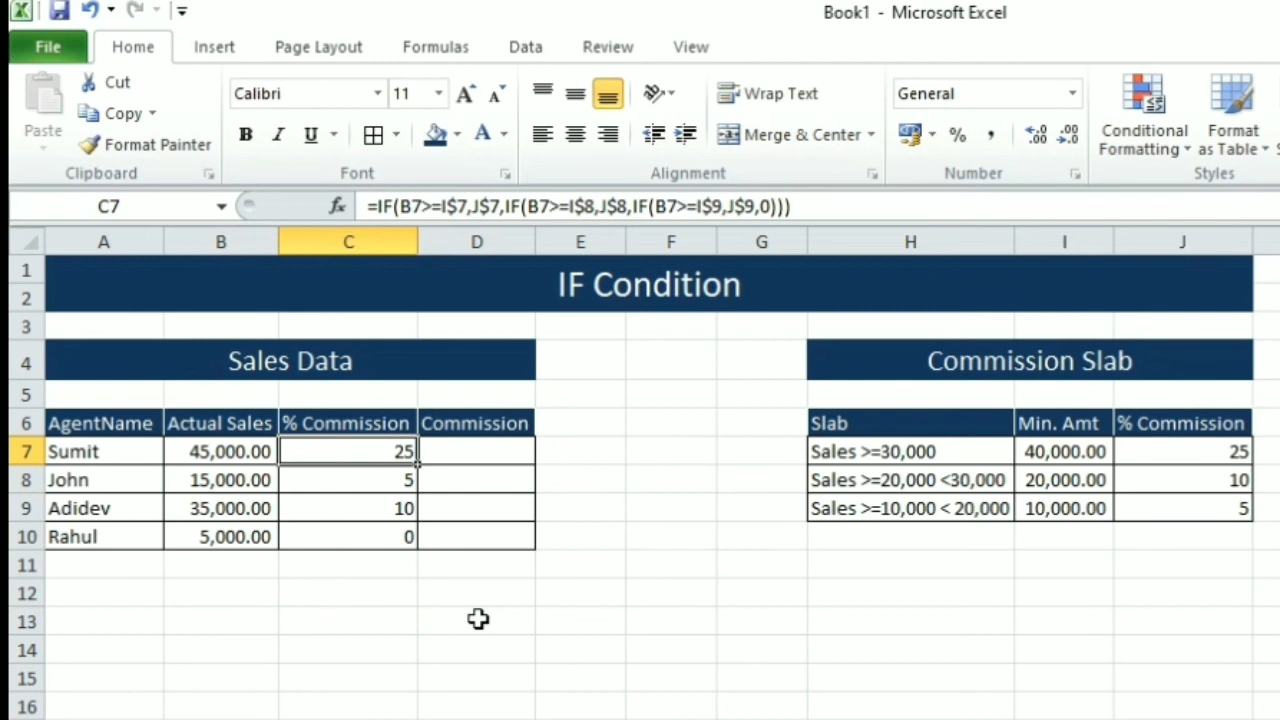 Book1 - Microsoft Excel
File Home Insert Page Layout Formulas Data Review View
Paste Cut Copy Format Painter
Calibri 11 A A
B I U A
Wrap Text
Merge & Center
General
% , .0 .00 .00 .0
Conditional Formatting
Format as Table
Clipboard Font Alignment Number Styles
C7 fx =IF(B7>=I$7,J$7,IF(B7>=I$8,J$8,IF(B7>=I$9,J$9,0)))
A B C D E F G H I J
1 IF Condition
2
3
4 Sales Data Commission Slab
5
6 AgentName Actual Sales % Commission Commission Slab Min. Amt % Commission
7 Sumit 45,000.00 25 Sales >=30,000 40,000.00 25
8 John 15,000.00 5 Sales >=20,000 <30,000 20,000.00 10
9 Adidev 35,000.00 10 Sales >=10,000 < 20,000 10,000.00 5
10 Rahul 5,000.00 0
11
12
13
14
15
16